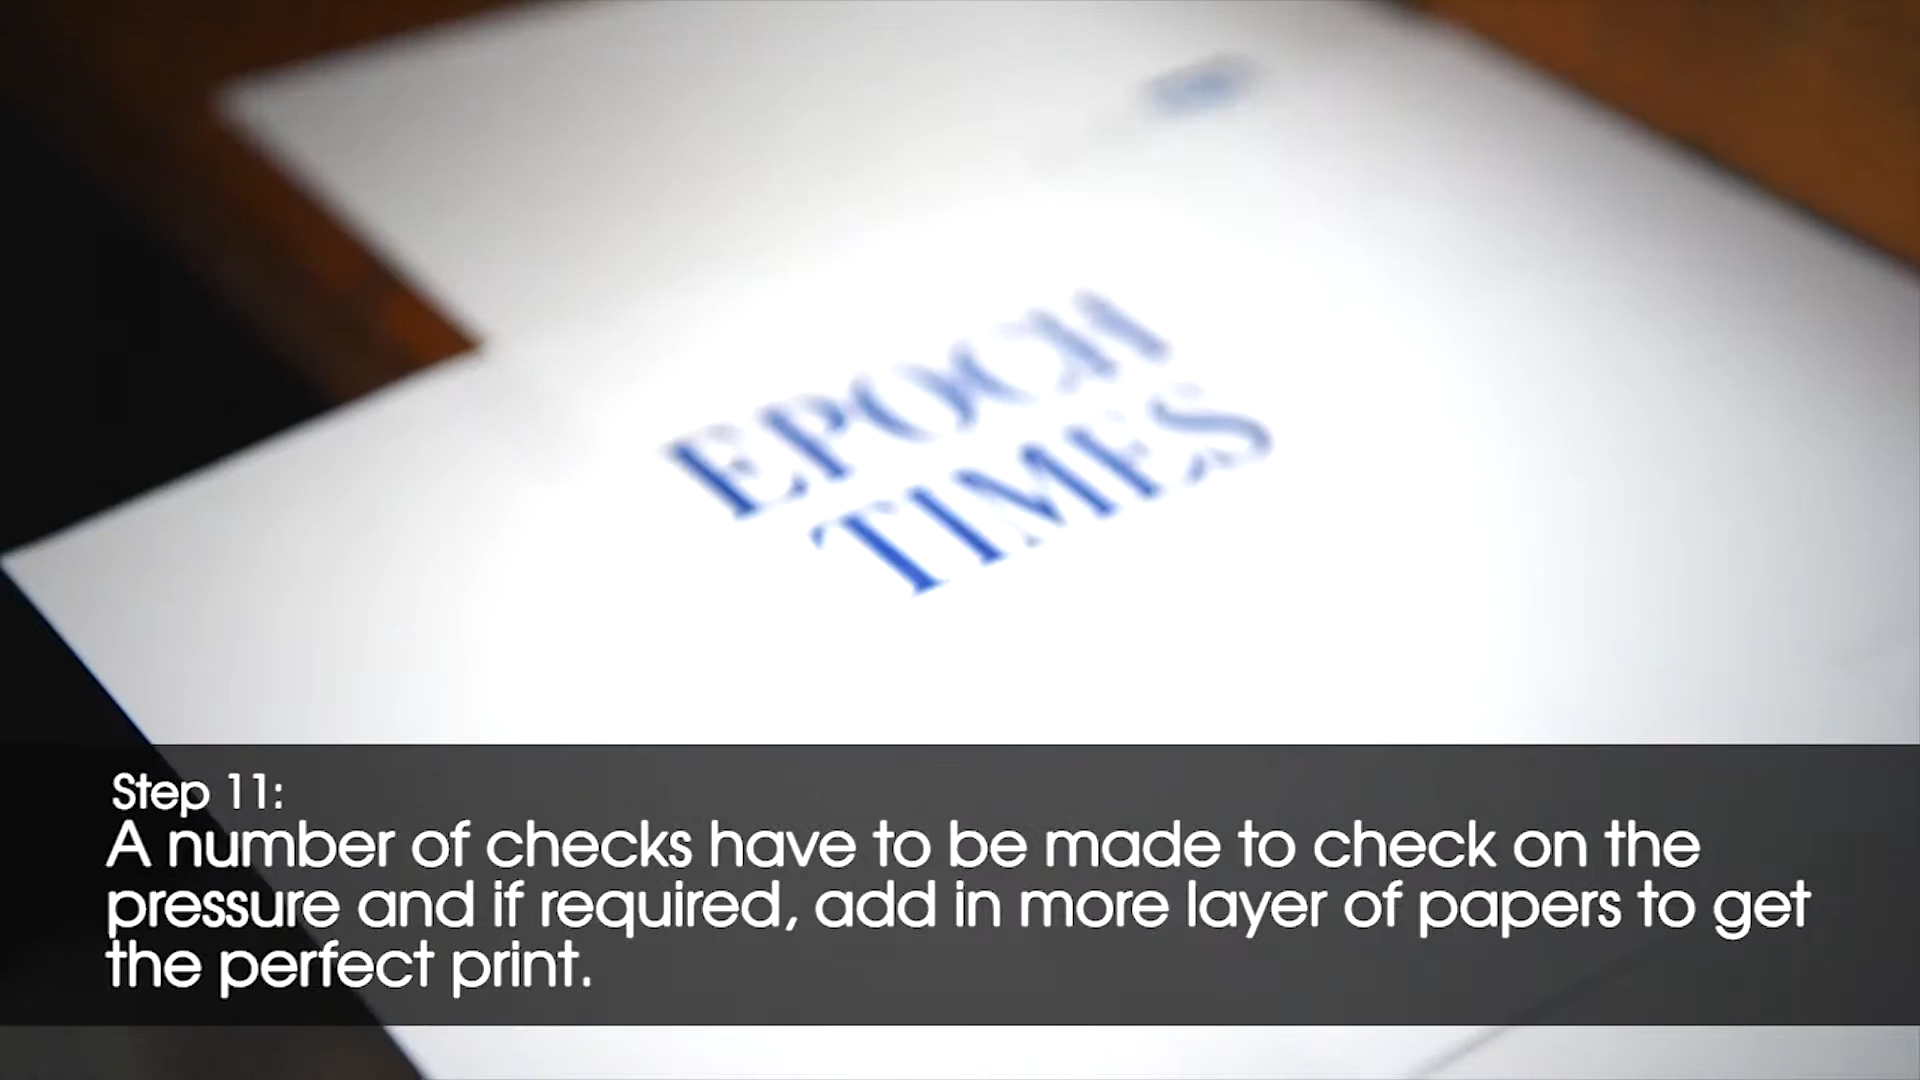 EPOCH
TIMES
Step 11:
A number of checks have to be made to check on the
pressure and if required, add in more layer of papers to get
the perfect print.